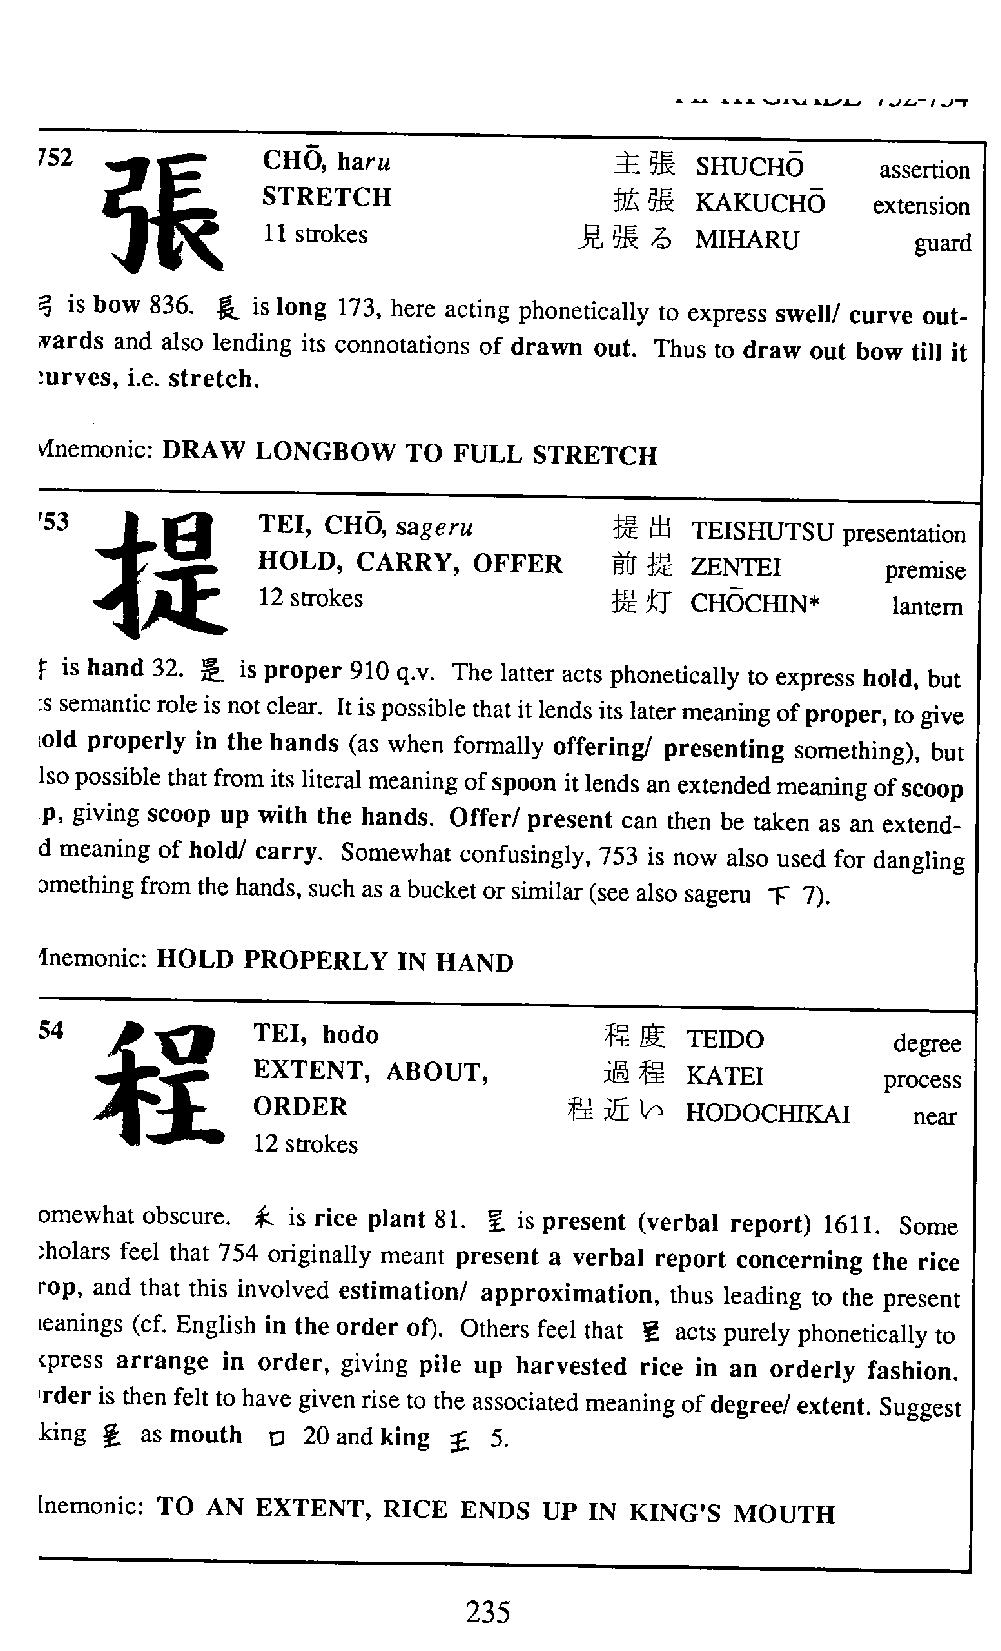 752 張 CHŌ, haru 主張 SHUCHŌ assertion
STRETCH 拡張 KAKUCHŌ extension
11 strokes 見張る MIHARU guard
弓 is bow 836. 長 is long 173, here acting phonetically to express swell/ curve out-
wards and also lending its connotations of drawn out. Thus to draw out bow till it
curves, i.e. stretch.
Mnemonic: DRAW LONGBOW TO FULL STRETCH
753 提 TEI, CHŌ, sageru 提出 TEISHUTSU presentation
HOLD, CARRY, OFFER 前提 ZENTEI premise
12 strokes 提灯 CHŌCHIN* lantern
扌 is hand 32. 是 is proper 910 q.v. The latter acts phonetically to express hold, but
ts semantic role is not clear. It is possible that it lends its later meaning of proper, to give
old properly in the hands (as when formally offering/ presenting something), but
lso possible that from its literal meaning of spoon it lends an extended meaning of scoop
p, giving scoop up with the hands. Offer/ present can then be taken as an extend-
d meaning of hold/ carry. Somewhat confusingly, 753 is now also used for dangling
omething from the hands, such as a bucket or similar (see also sageru 下 7).
Mnemonic: HOLD PROPERLY IN HAND
54 程 TEI, hodo 程度 TEIDO degree
EXTENT, ABOUT, 過程 KATEI process
ORDER 程近い HODOCHIKAI near
12 strokes
omewhat obscure. 禾 is rice plant 81. 呈 is present (verbal report) 1611. Some
cholars feel that 754 originally meant present a verbal report concerning the rice
rop, and that this involved estimation/ approximation, thus leading to the present
eanings (cf. English in the order of). Others feel that 呈 acts purely phonetically to
xpress arrange in order, giving pile up harvested rice in an orderly fashion.
rder is then felt to have given rise to the associated meaning of degree/ extent. Suggest
king 呈 as mouth 口 20 and king 王 5.
Mnemonic: TO AN EXTENT, RICE ENDS UP IN KING'S MOUTH
235